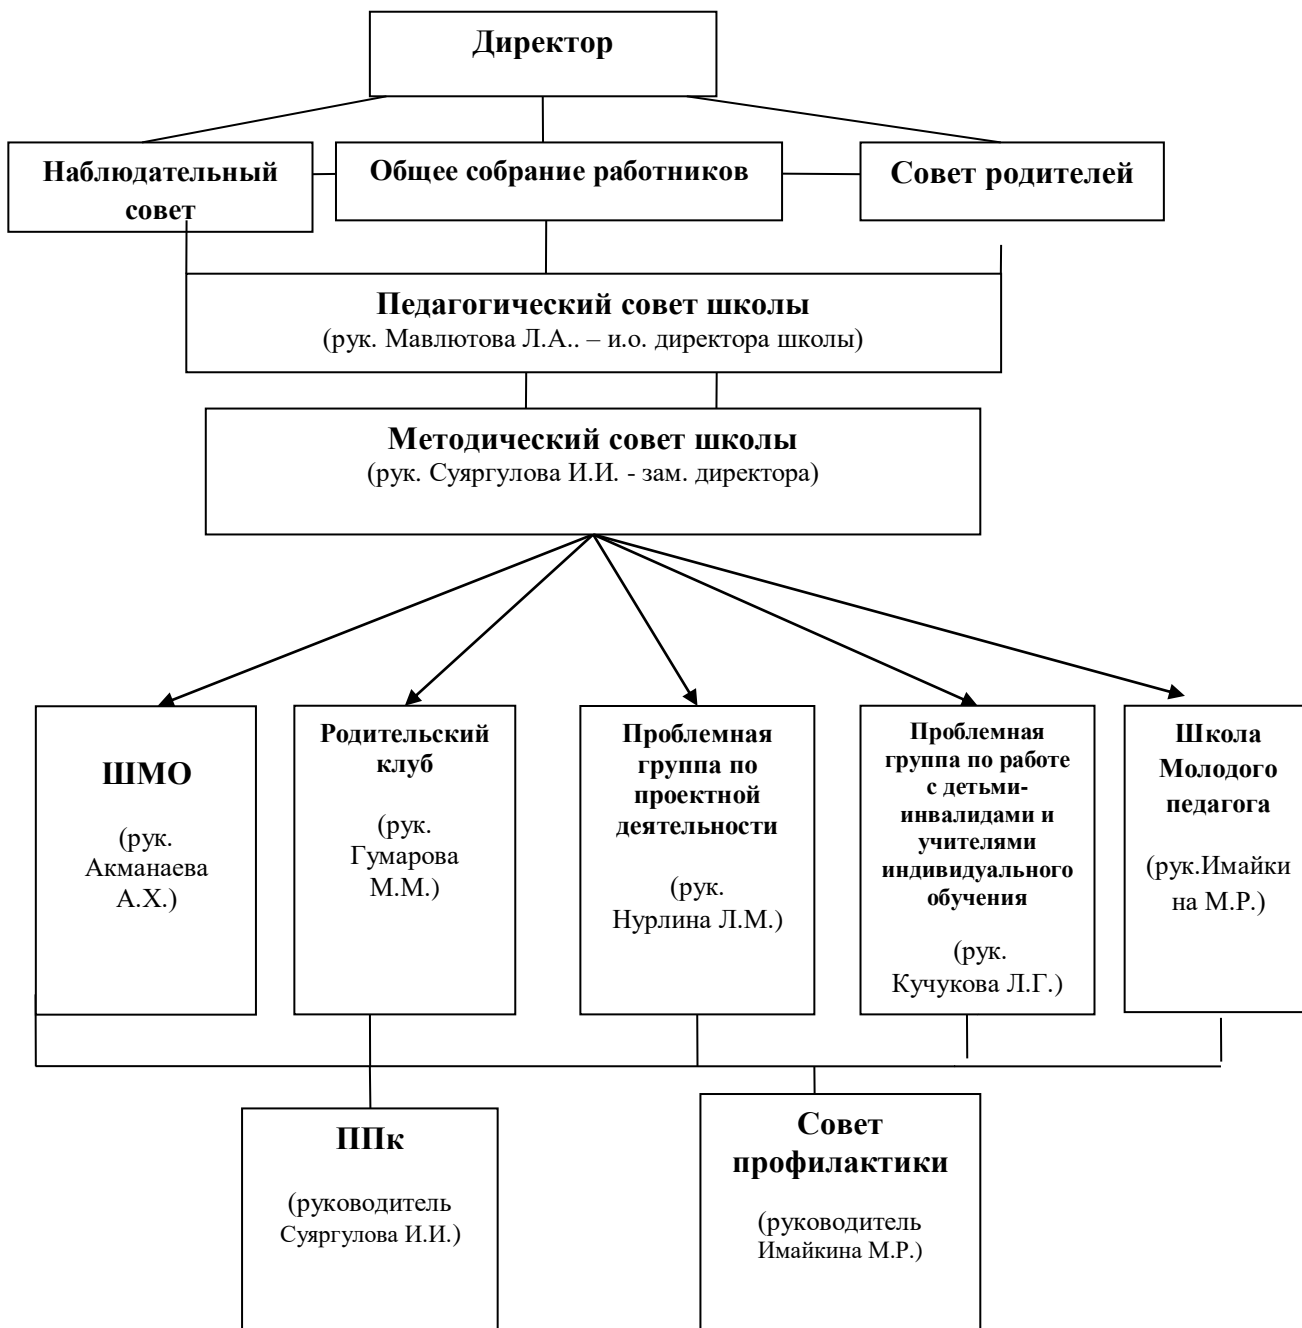 Директор
Наблюдательный
совет
Общее собрание работников
Совет родителей
Педагогический совет школы
(рук. Мавлютова Л.А.. – и.о. директора школы)
Методический совет школы
(рук. Суяргулова И.И. - зам. директора)
ШМО
(рук.
Акманаева
А.Х.)
Родительский
клуб
(рук.
Гумарова
М.М.)
Проблемная
группа по
проектной
деятельности
(рук.
Нурлина Л.М.)
Проблемная
группа по работе
с детьми-
инвалидами и
учителями
индивидуального
обучения
(рук.
Кучукова Л.Г.)
Школа
Молодого
педагога
(рук.Имайки
на М.Р.)
ППк
(руководитель
Суяргулова И.И.)
Совет
профилактики
(руководитель
Имайкина М.Р.)